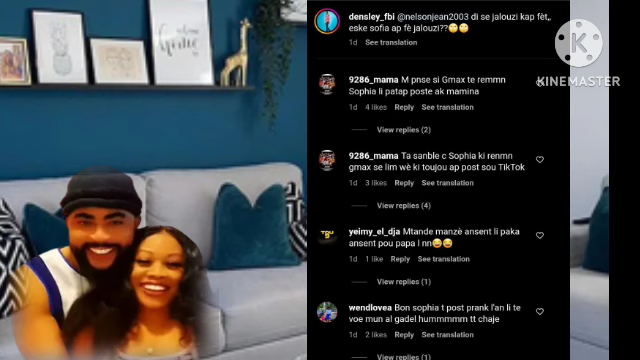 home
densley_fbi @nelsonjean2003 di se jalouzi kap fèt,,
eske sofia ap fè jalouzi??🙄🙄
1d See translation
9286_mama M pnse si Gmax te remmn
Sophia li patap poste ak mamina
1d 4 likes Reply See translation
View replies (2)
9286_mama Ta sanble c Sophia ki renmn
gmax se lim wè ki toujou ap post sou TikTok
1d 3 likes Reply See translation
View replies (4)
yeimy_el_dja Mtande manzè ansent li paka
ansent pou papa l nn😂😂
1d 1 like Reply See translation
View replies (1)
wendlovea Bon sophia t post prank l'an li te
voe mun al gadel hummmmm tt chaje
1d 2 likes Reply See translation
View replies (1)
K
KINEMASTER